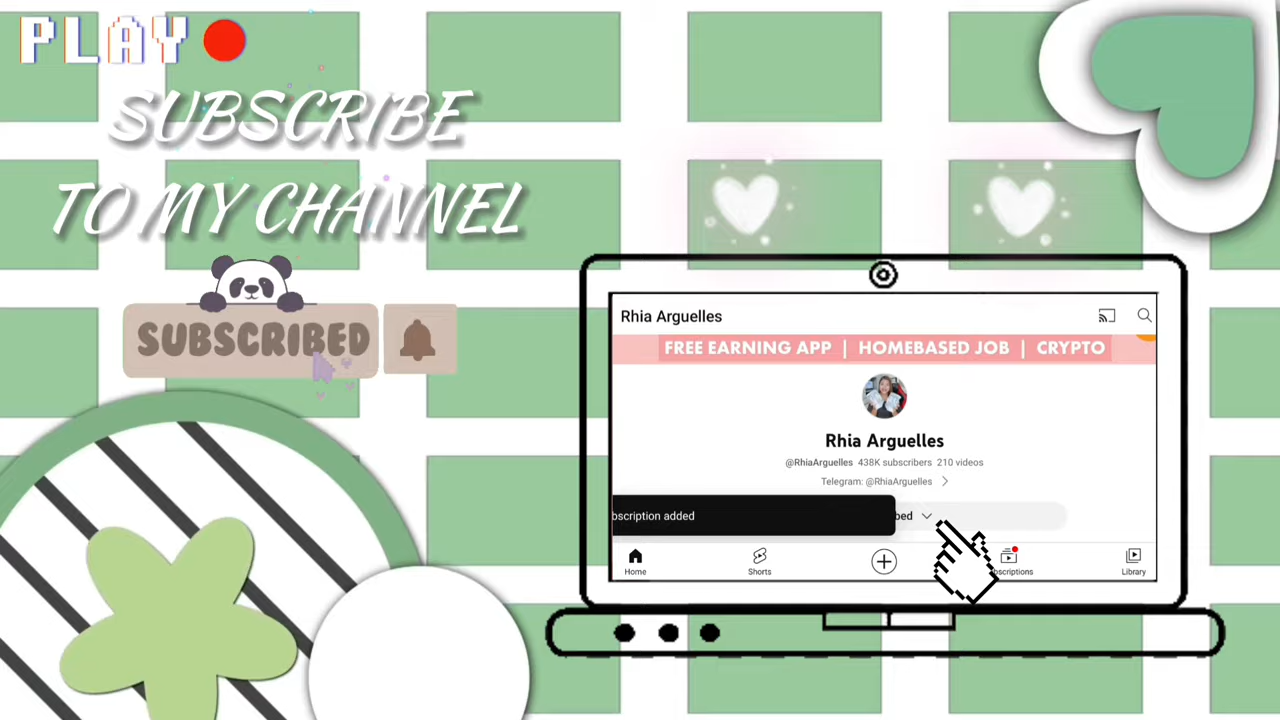 PLAY
SUBSCRIBE
TO MY CHANNEL
SUBSCRIBED
Rhia Arguelles
FREE EARNING APP | HOMEBASED JOB | CRYPTO
Rhia Arguelles
@RhiaArguelles 438K subscribers 210 videos
Telegram: @RhiaArguelles
bscription added
bed
Home
Shorts
bscriptions
Library